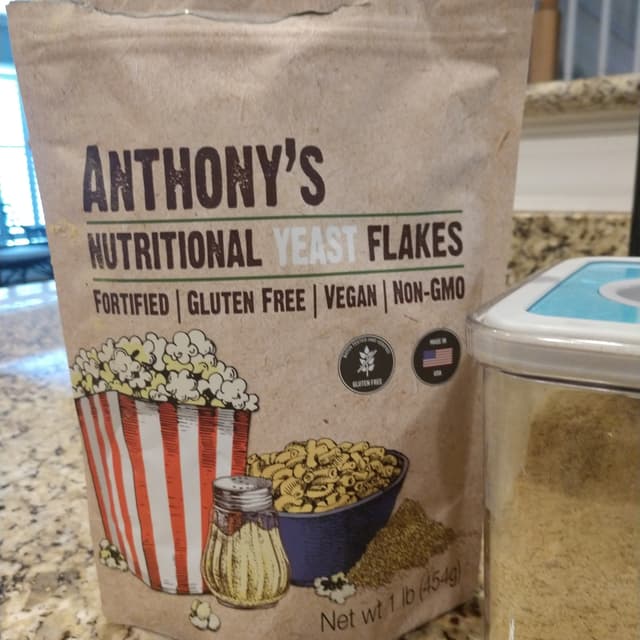 ANTHONY'S
NUTRITIONAL YEAST FLAKES
FORTIFIED | GLUTEN FREE | VEGAN | NON-GMO
GLUTEN FREE
MADE IN
USA
Net wt 1 lb (454g)